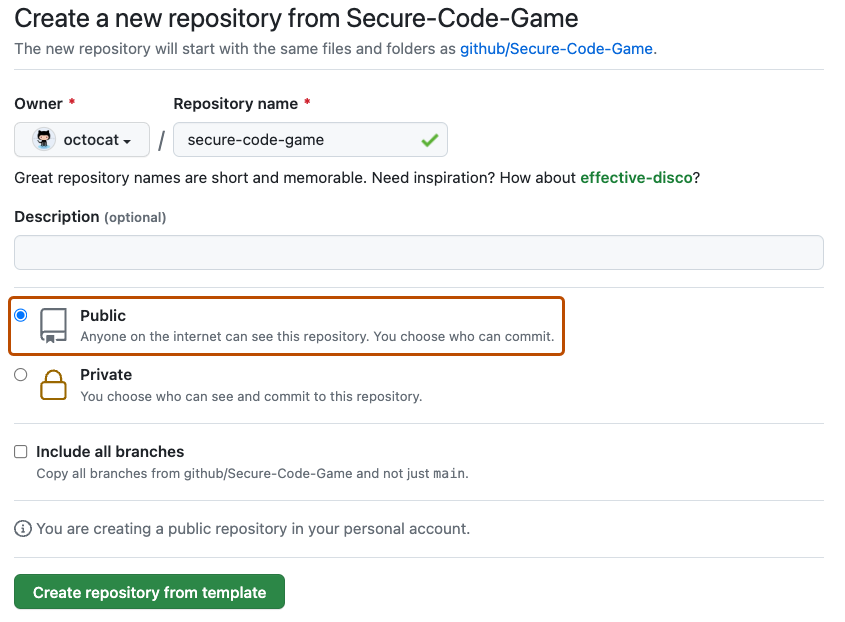 Create a new repository from Secure-Code-Game
The new repository will start with the same files and folders as github/Secure-Code-Game.
Owner * Repository name *
octocat / secure-code-game
Great repository names are short and memorable. Need inspiration? How about effective-disco?
Description (optional)
Public
Anyone on the internet can see this repository. You choose who can commit.
Private
You choose who can see and commit to this repository.
Include all branches
Copy all branches from github/Secure-Code-Game and not just main.
You are creating a public repository in your personal account.
Create repository from template